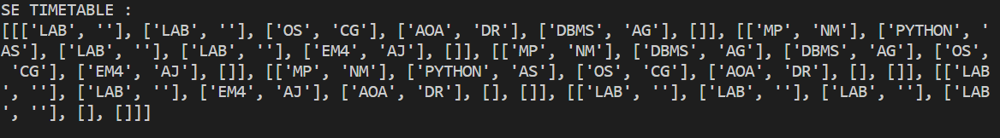 SE TIMETABLE :
[[['LAB', ''], ['LAB', ''], ['OS', 'CG'], ['AOA', 'DR'], ['DBMS', 'AG'], []], [['MP', 'NM'], ['PYTHON', '
AS'], ['LAB', ''], ['LAB', ''], ['EM4', 'AJ'], []], [['MP', 'NM'], ['DBMS', 'AG'], ['DBMS', 'AG'], ['OS',
 'CG'], ['EM4', 'AJ'], []], [['MP', 'NM'], ['PYTHON', 'AS'], ['OS', 'CG'], ['AOA', 'DR'], [], []], [['LAB
', ''], ['LAB', ''], ['EM4', 'AJ'], ['AOA', 'DR'], [], []], [['LAB', ''], ['LAB', ''], ['LAB', ''], ['LAB
', ''], [], []]]